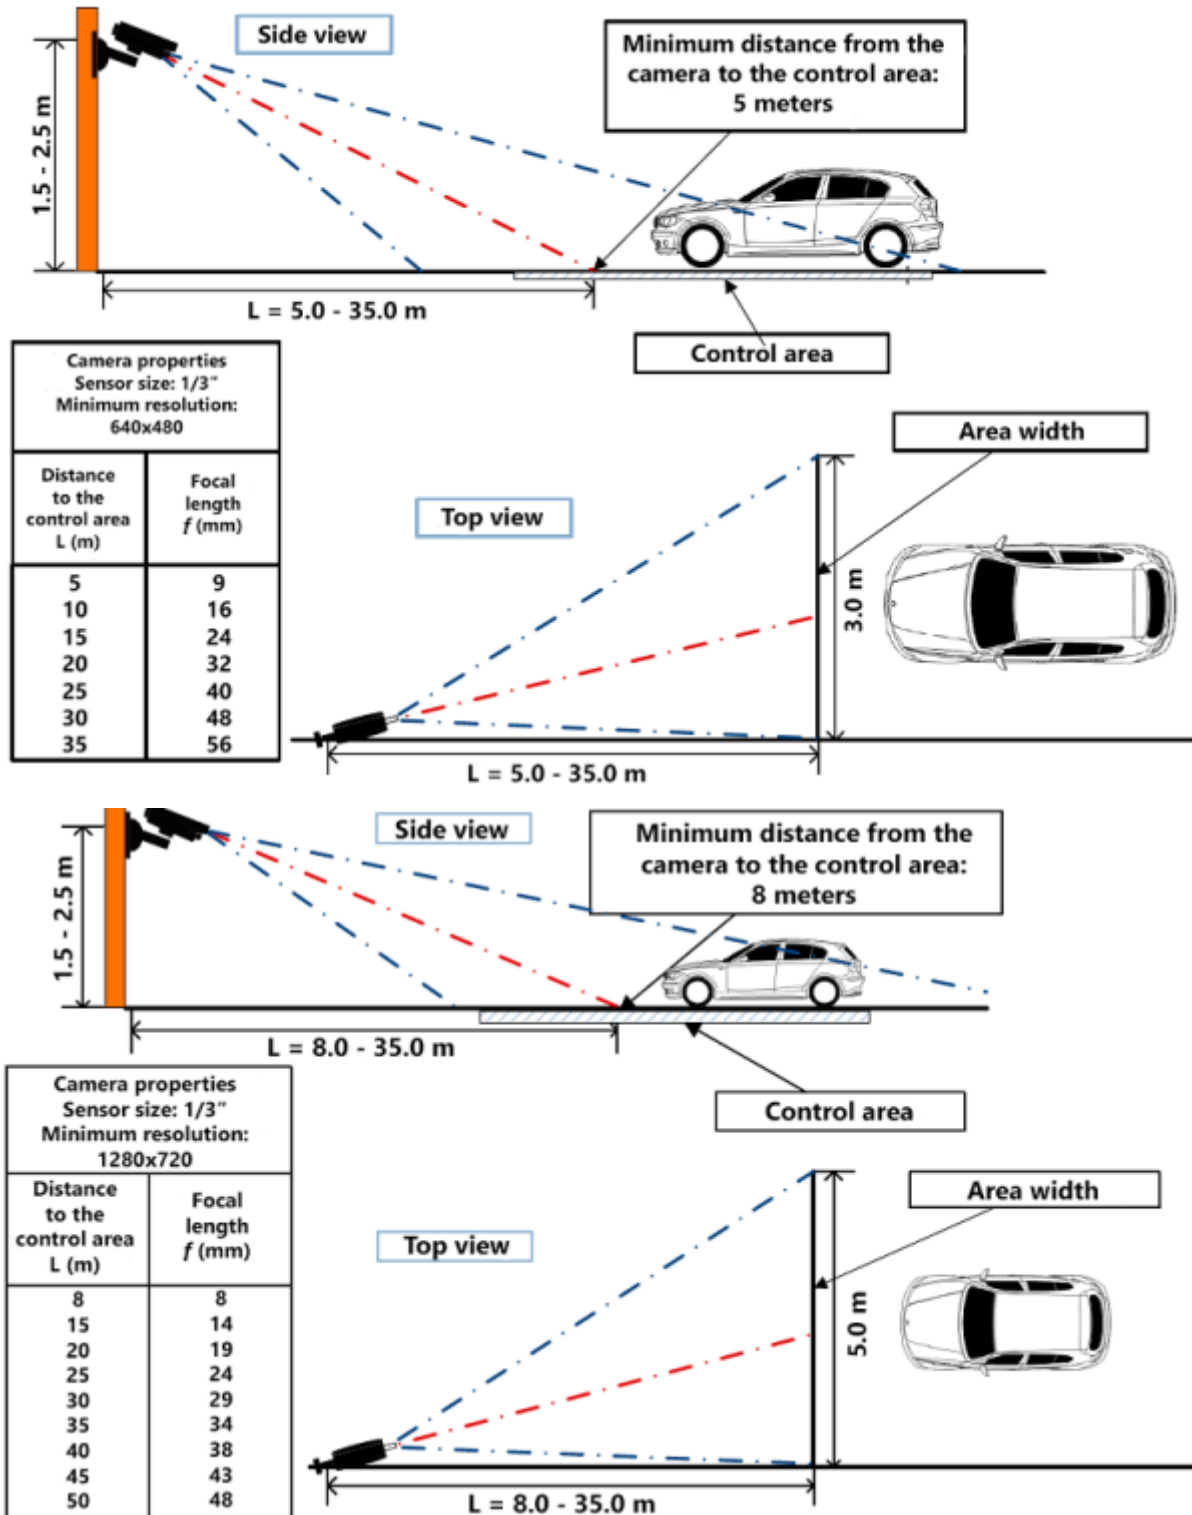 Side view
Minimum distance from the
camera to the control area:
5 meters
1.5 - 2.5 m
L = 5.0 - 35.0 m
Control area
Camera properties
Sensor size: 1/3"
Minimum resolution:
640x480
Distance
to the
control area
L (m)
Focal
length
f (mm)
5 9
10 16
15 24
20 32
25 40
30 48
35 56
Area width
Top view
3.0 m
L = 5.0 - 35.0 m
Side view
Minimum distance from the
camera to the control area:
8 meters
1.5 - 2.5 m
L = 8.0 - 35.0 m
Control area
Camera properties
Sensor size: 1/3"
Minimum resolution:
1280x720
Distance
to the
control area
L (m)
Focal
length
f (mm)
8 8
15 14
20 19
25 24
30 29
35 34
40 38
45 43
50 48
Area width
Top view
5.0 m
L = 8.0 - 35.0 m